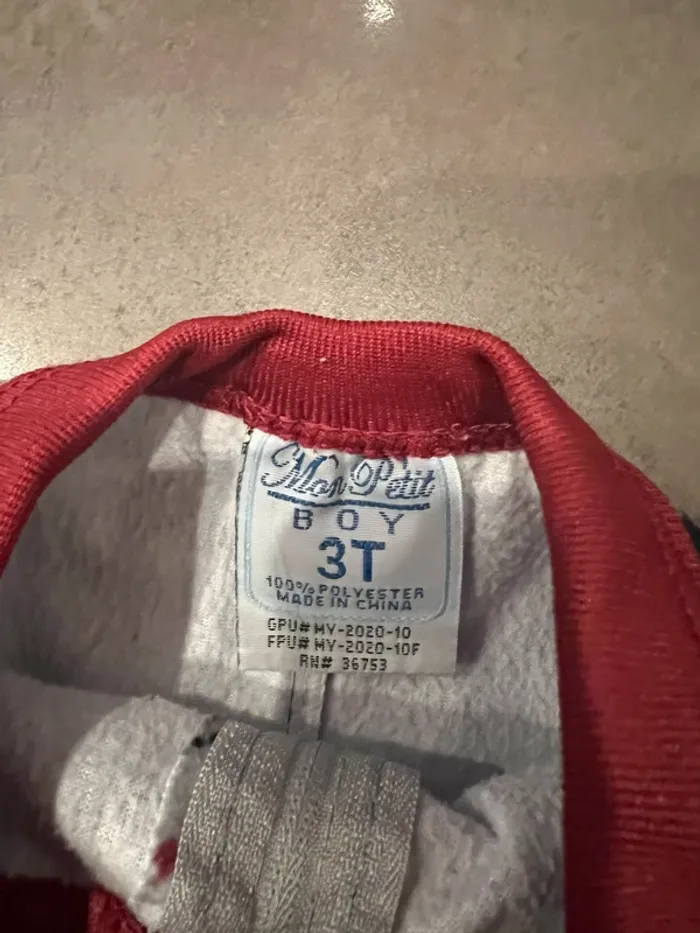 Mon Petit
BOY
3T
100% POLYESTER
MADE IN CHINA
GPU# MY-2020-10
FPU# MY-2020-10F
RN# 36753